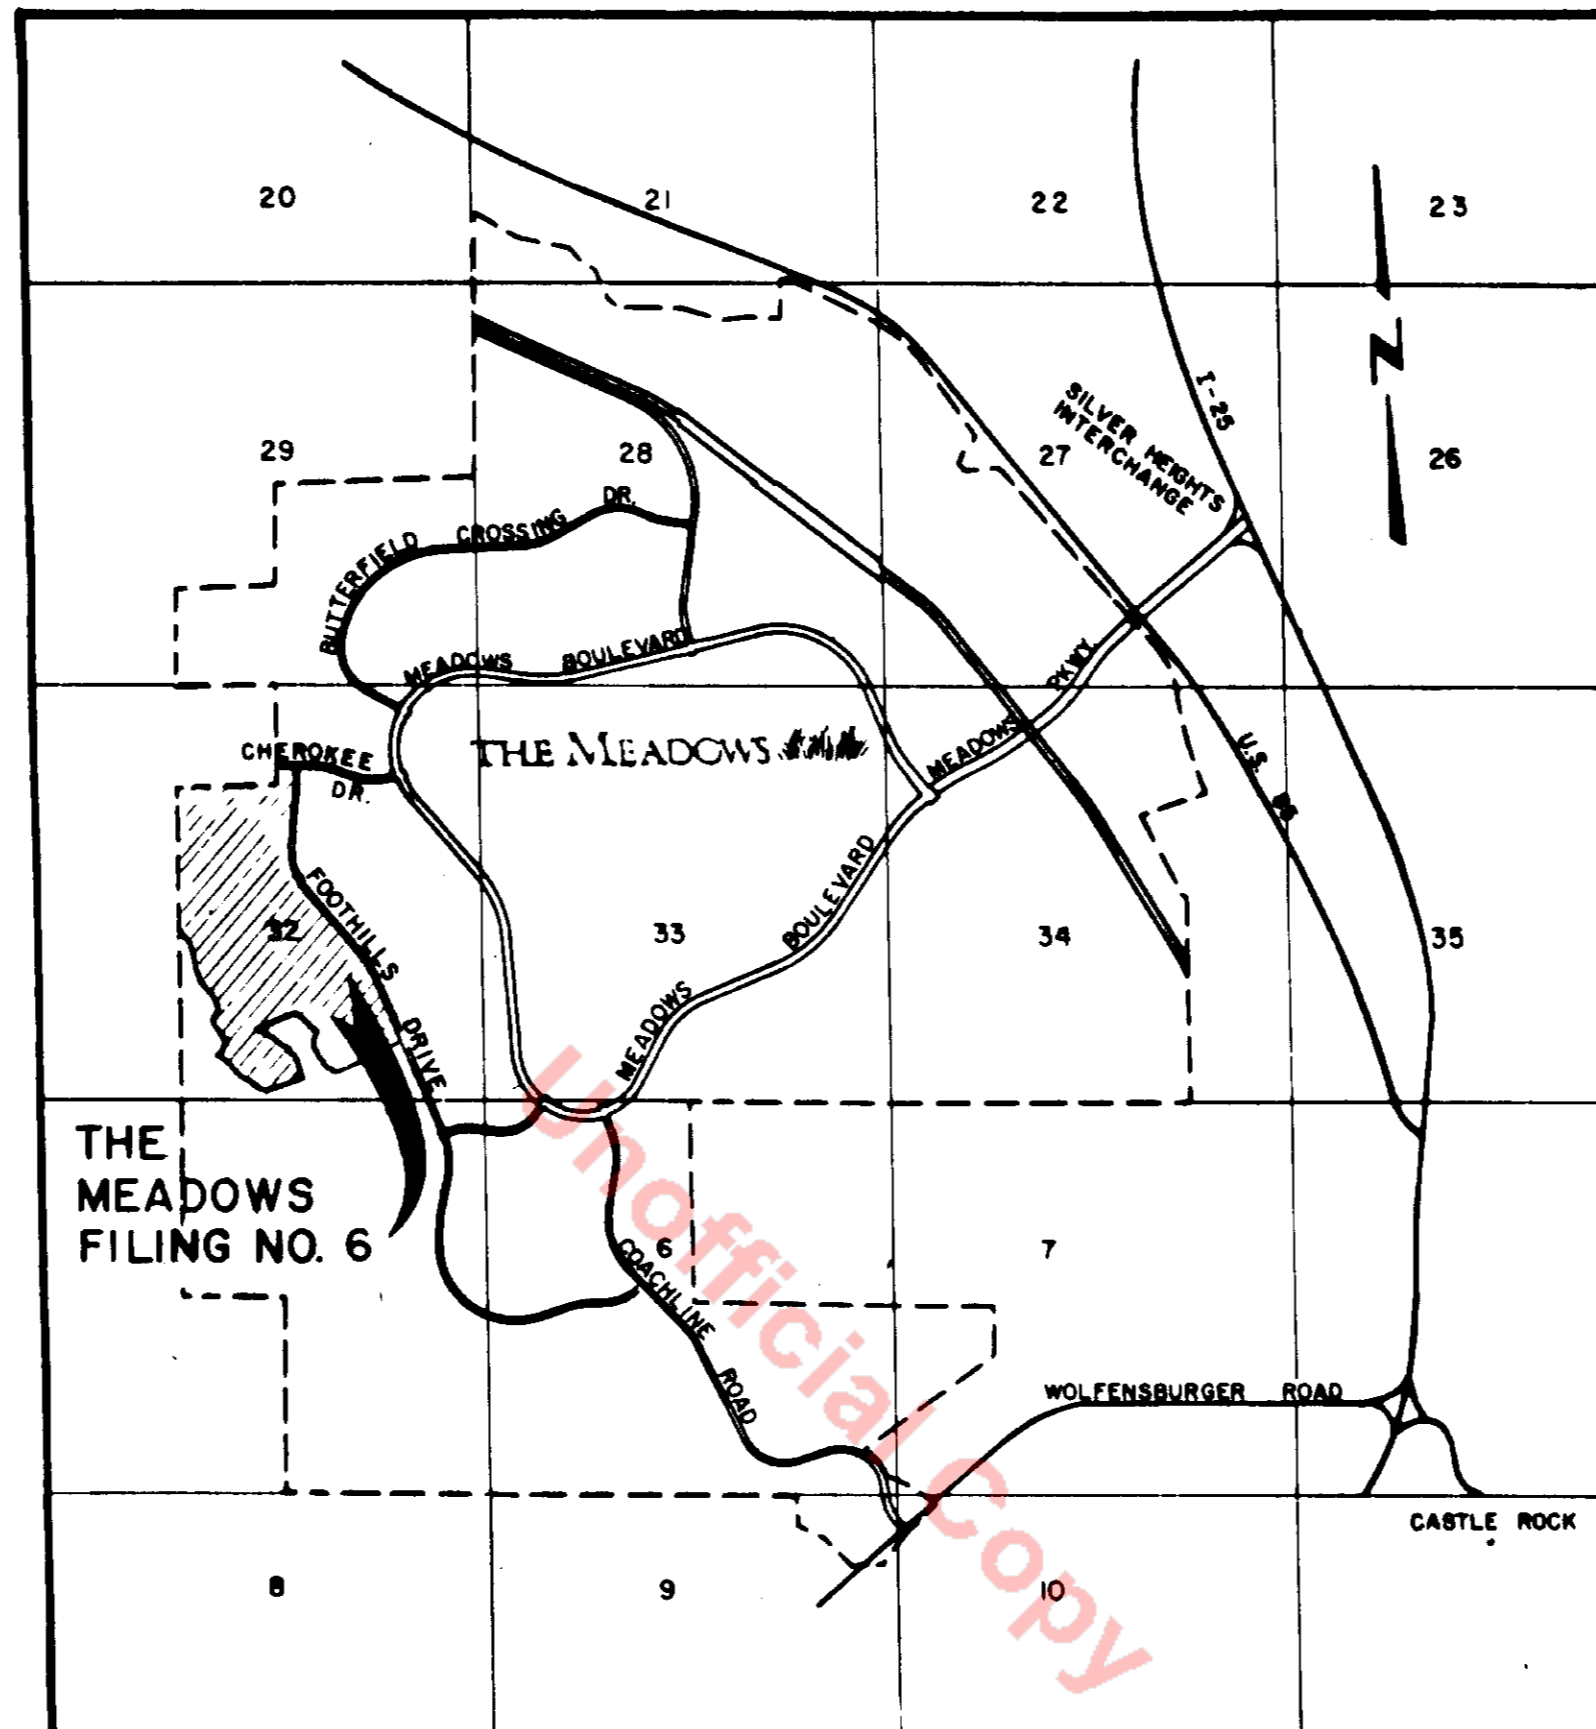 20
21
22
23
I-25
SILVER HEIGHTS
INTERCHANGE
29
28
27
26
BUTTERFIELD CROSSING DR.
MEADOWS BOULEVARD
MEADOWS PKWY.
CHEROKEE
DR.
THE MEADOWS
U.S. 85
FOOTHILLS DRIVE
32
33
34
35
MEADOWS BOULEVARD
THE
MEADOWS
FILING NO. 6
6
7
COACHLINE ROAD
WOLFENSBURGER ROAD
CASTLE ROCK
8
9
10
N
Unofficial Copy